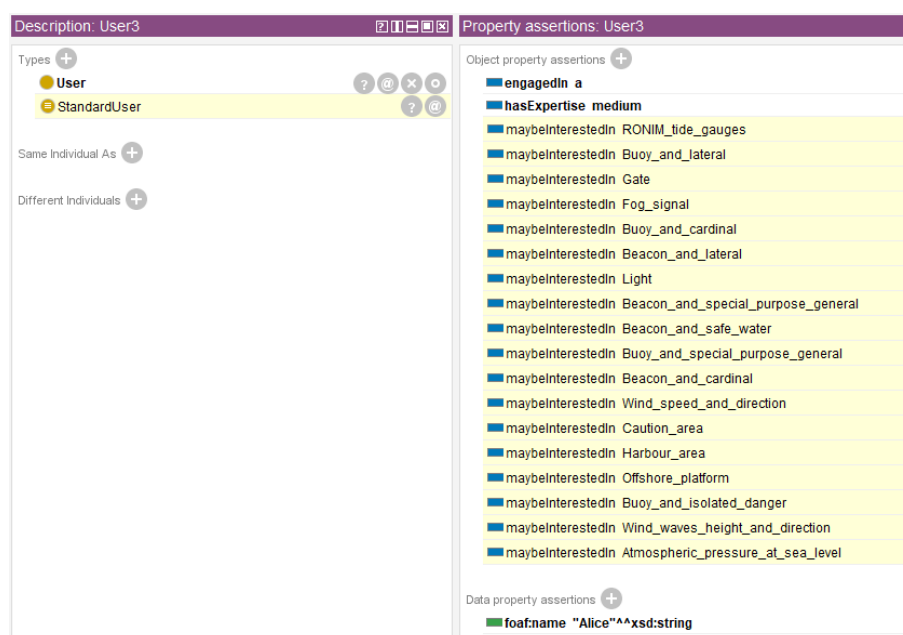 Description: User3
Types
User
StandardUser
Same Individual As
Different Individuals
Property assertions: User3
Object property assertions
engagedIn a
hasExpertise medium
maybeInterestedIn RONIM_tide_gauges
maybeInterestedIn Buoy_and_lateral
maybeInterestedIn Gate
maybeInterestedIn Fog_signal
maybeInterestedIn Buoy_and_cardinal
maybeInterestedIn Beacon_and_lateral
maybeInterestedIn Light
maybeInterestedIn Beacon_and_special_purpose_general
maybeInterestedIn Beacon_and_safe_water
maybeInterestedIn Buoy_and_special_purpose_general
maybeInterestedIn Beacon_and_cardinal
maybeInterestedIn Wind_speed_and_direction
maybeInterestedIn Caution_area
maybeInterestedIn Harbour_area
maybeInterestedIn Offshore_platform
maybeInterestedIn Buoy_and_isolated_danger
maybeInterestedIn Wind_waves_height_and_direction
maybeInterestedIn Atmospheric_pressure_at_sea_level
Data property assertions
foaf:name "Alice"^^xsd:string